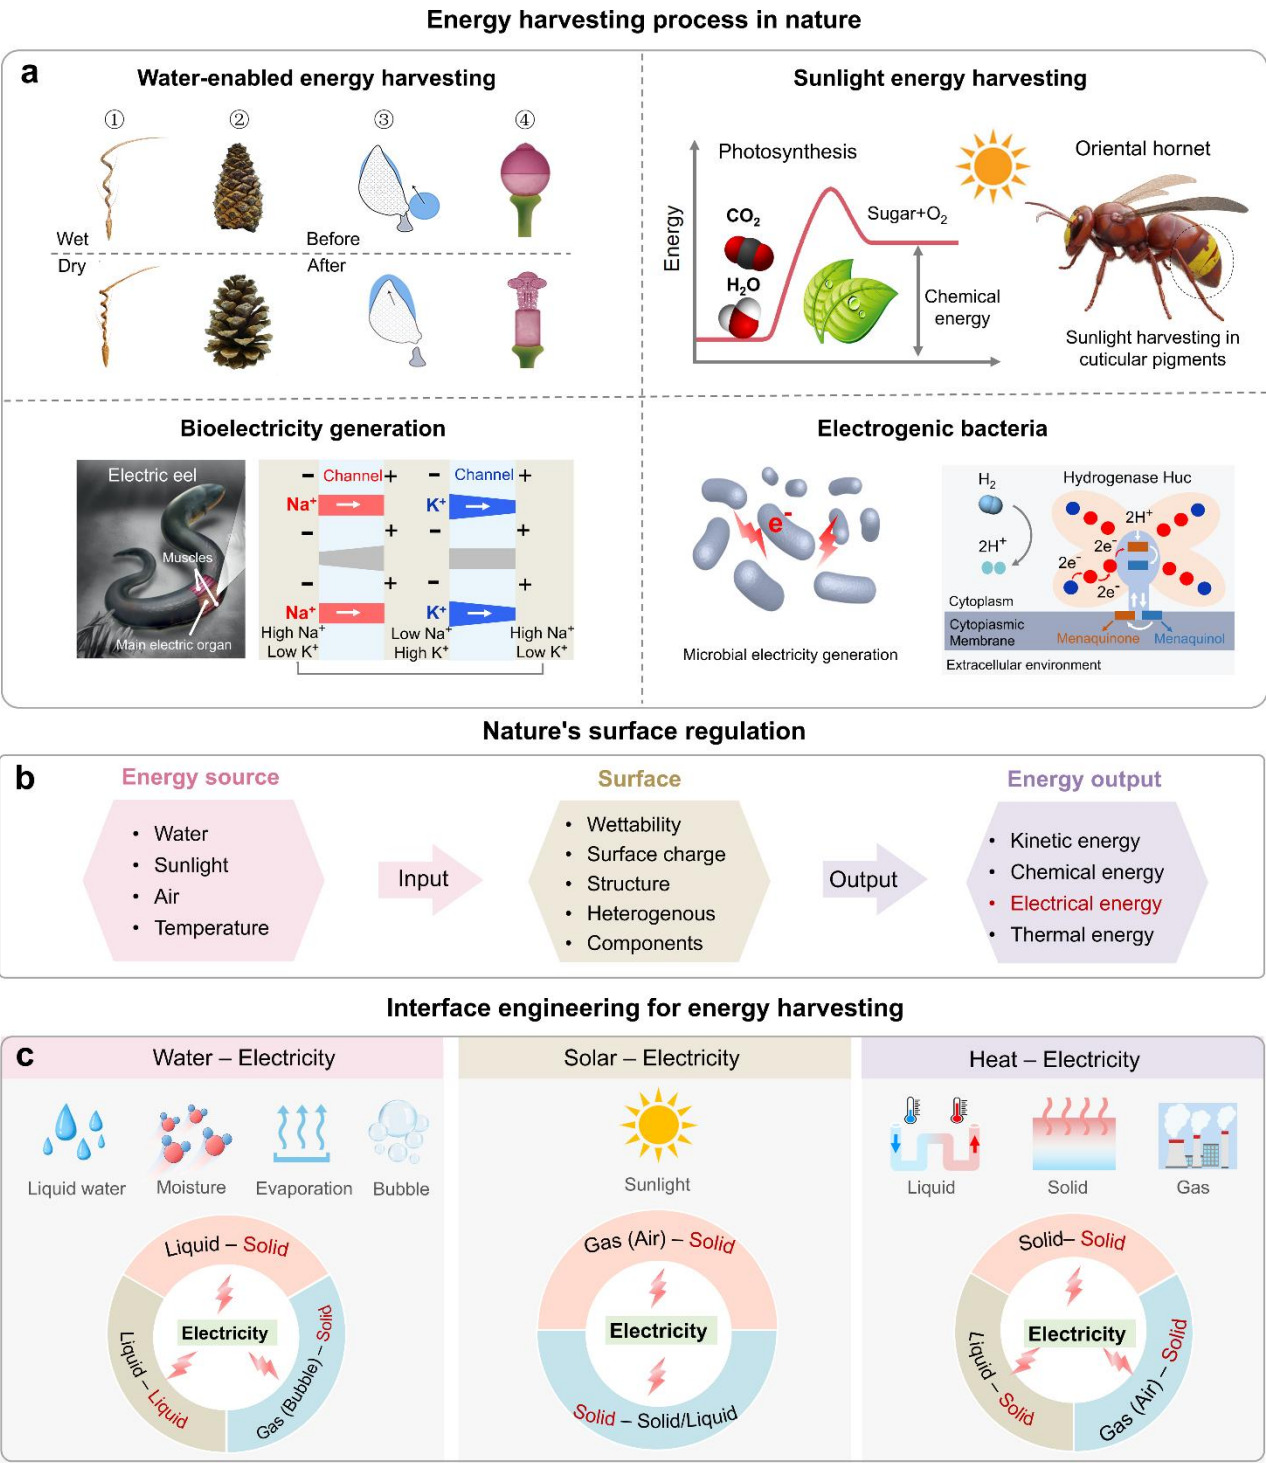 Energy harvesting process in nature
a
Water-enabled energy harvesting
① ② ③ ④
Wet
Before
Dry
After
Sunlight energy harvesting
Photosynthesis
Oriental hornet
Energy
CO₂
Sugar+O₂
H₂O
Chemical
energy
Sunlight harvesting in
cuticular pigments
Bioelectricity generation
Electric eel
Muscles
Main electric organ
− Channel + − Channel +
Na⁺ K⁺
− + − +
− + − +
Na⁺ K⁺
High Na⁺
Low K⁺
Low Na⁺
High K⁺
High Na⁺
Low K⁺
Electrogenic bacteria
e⁻
Microbial electricity generation
H₂
Hydrogenase Huc
2H⁺
2H⁺
2e⁻
2e⁻
2e⁻
Cytoplasm
Cytoplasmic
Membrane
Menaquinone
Menaquinol
Extracellular environment
Nature's surface regulation
b
Energy source
• Water
• Sunlight
• Air
• Temperature
Input
Surface
• Wettability
• Surface charge
• Structure
• Heterogenous
• Components
Output
Energy output
• Kinetic energy
• Chemical energy
• Electrical energy
• Thermal energy
Interface engineering for energy harvesting
c
Water – Electricity
Liquid water
Moisture
Evaporation
Bubble
Liquid – Solid
Electricity
Liquid – Liquid
Gas (Bubble) – Solid
Solar – Electricity
Sunlight
Gas (Air) – Solid
Electricity
Solid – Solid/Liquid
Heat – Electricity
Liquid
Solid
Gas
Solid– Solid
Electricity
Liquid – Solid
Gas (Air) – Solid